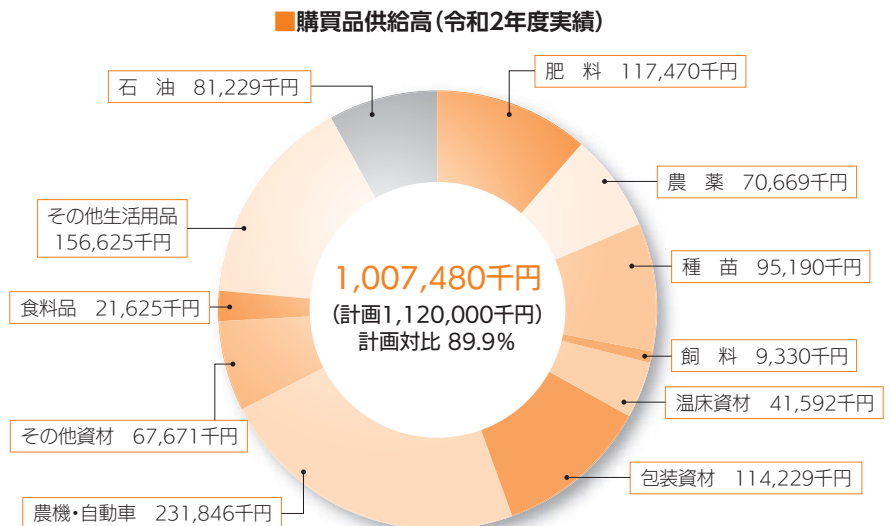 ■購買品供給高(令和2年度実績)
石 油 81,229千円
肥 料 117,470千円
農 薬 70,669千円
種 苗 95,190千円
飼 料 9,330千円
温床資材 41,592千円
包装資材 114,229千円
農機・自動車 231,846千円
その他資材 67,671千円
食料品 21,625千円
その他生活用品
156,625千円
1,007,480千円
(計画1,120,000千円)
計画対比 89.9%